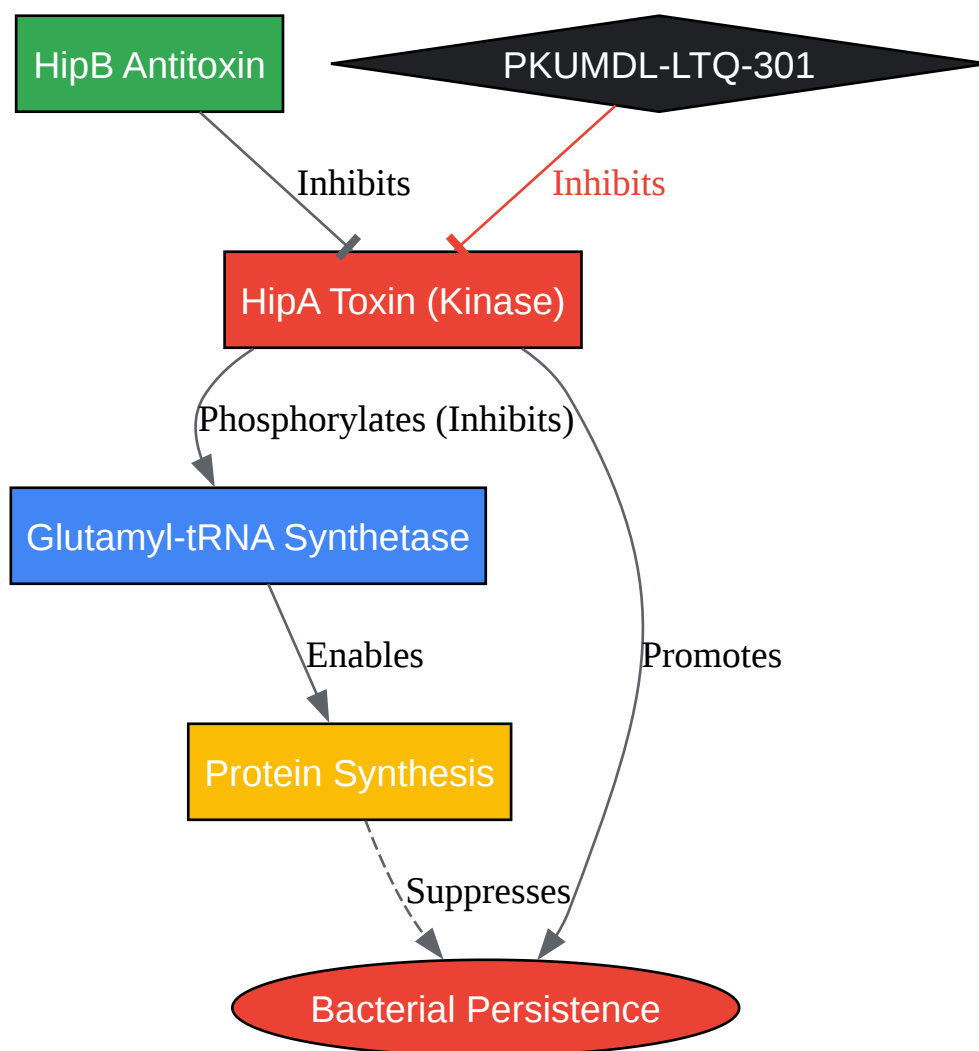 HipB Antitoxin
PKUMDL-LTQ-301
Inhibits
Inhibits
HipA Toxin (Kinase)
Phosphorylates (Inhibits)
Glutamyl-tRNA Synthetase
Enables
Promotes
Protein Synthesis
Suppresses
Bacterial Persistence